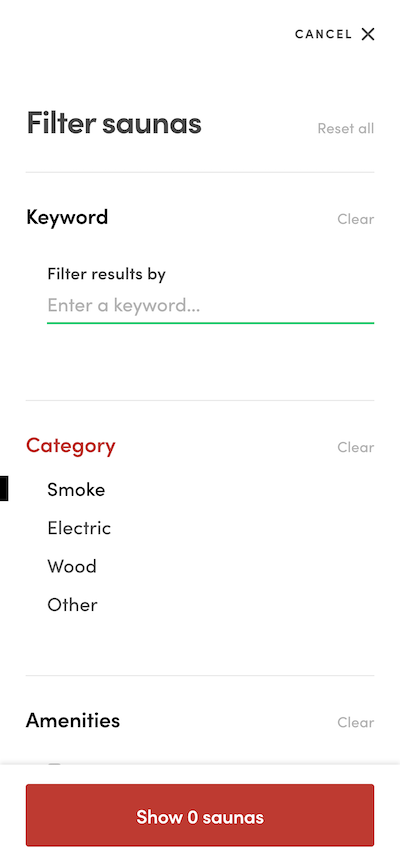 CANCEL
Filter saunas
Reset all
Keyword
Clear
Filter results by
Enter a keyword...
Category
Clear
Smoke
Electric
Wood
Other
Amenities
Clear
Show 0 saunas